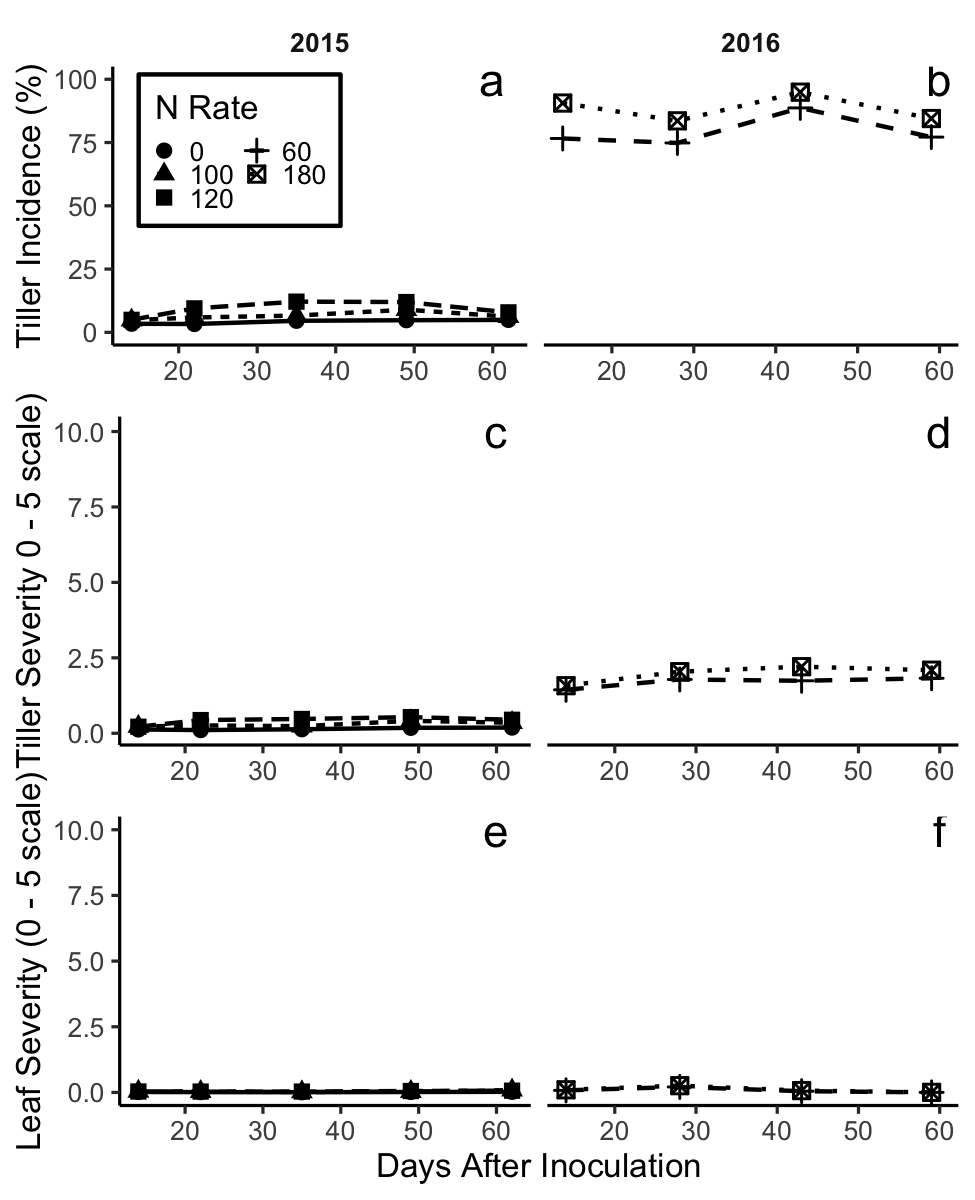 2015
2016
Tiller Incidence (%)
100
75
50
25
0
N Rate
0
60
100
180
120
a
b
20 30 40 50 60
20 30 40 50 60
Tiller Severity 0 - 5 scale)
10.0
7.5
5.0
2.5
0.0
c
d
20 30 40 50 60
20 30 40 50 60
Leaf Severity (0 - 5 scale)
10.0
7.5
5.0
2.5
0.0
e
f
20 30 40 50 60
20 30 40 50 60
Days After Inoculation